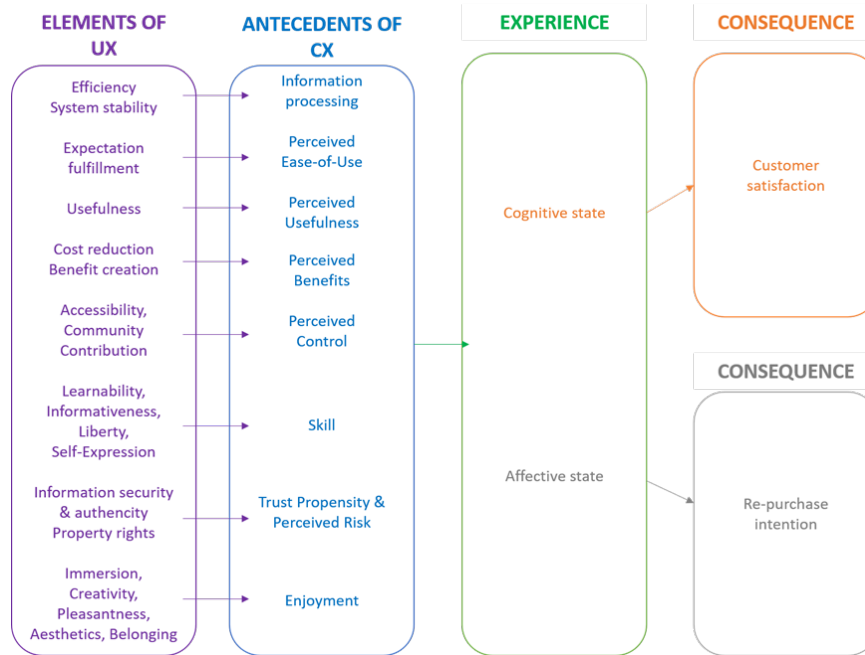 ELEMENTS OF
UX
Efficiency
System stability
Expectation
fulfillment
Usefulness
Cost reduction
Benefit creation
Accessibility,
Community
Contribution
Learnability,
Informativeness,
Liberty,
Self-Expression
Information security
& authencity
Property rights
Immersion,
Creativity,
Pleasantness,
Aesthetics, Belonging
ANTECEDENTS OF
CX
Information
processing
Perceived
Ease-of-Use
Perceived
Usefulness
Perceived
Benefits
Perceived
Control
Skill
Trust Propensity &
Perceived Risk
Enjoyment
EXPERIENCE
Cognitive state
Affective state
CONSEQUENCE
Customer
satisfaction
CONSEQUENCE
Re-purchase
intention